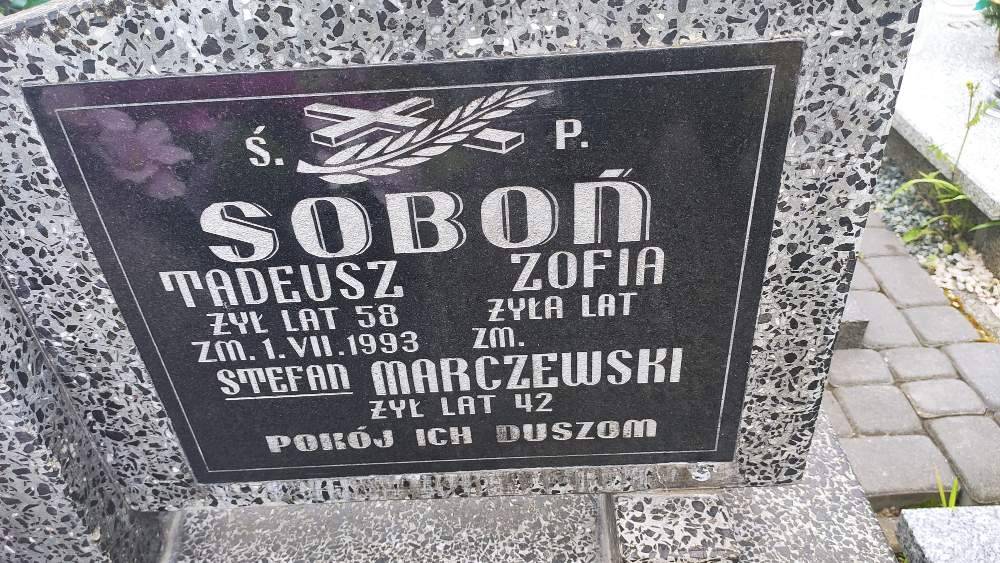 Ś. P.
SOBOŃ
TADEUSZ ZOFIA
ŻYŁ LAT 58 ŻYŁA LAT
ZM. 1. VII. 1993 ZM.
STEFAN MARCZEWSKI
ŻYŁ LAT 42
POKÓJ ICH DUSZOM